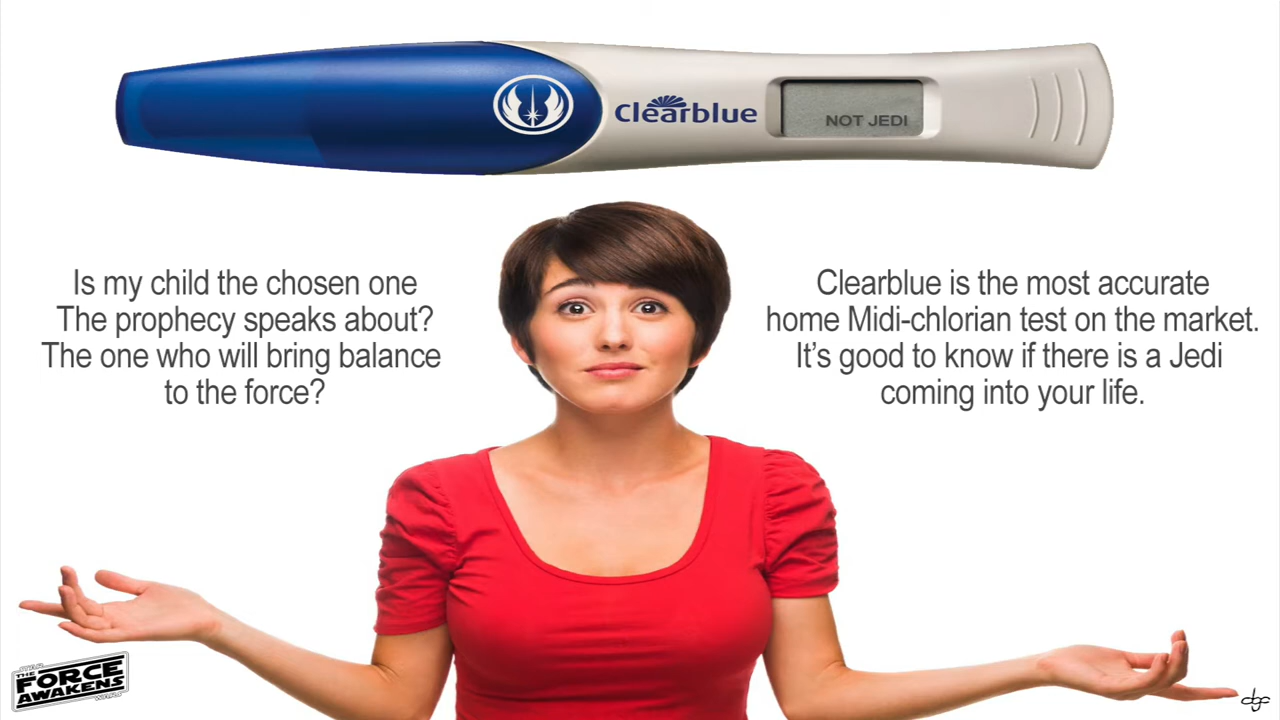 Clearblue
NOT JEDI
Is my child the chosen one
The prophecy speaks about?
The one who will bring balance
to the force?
Clearblue is the most accurate
home Midi-chlorian test on the market.
It's good to know if there is a Jedi
coming into your life.
STAR
THE FORCE
AWAKENS
WARS